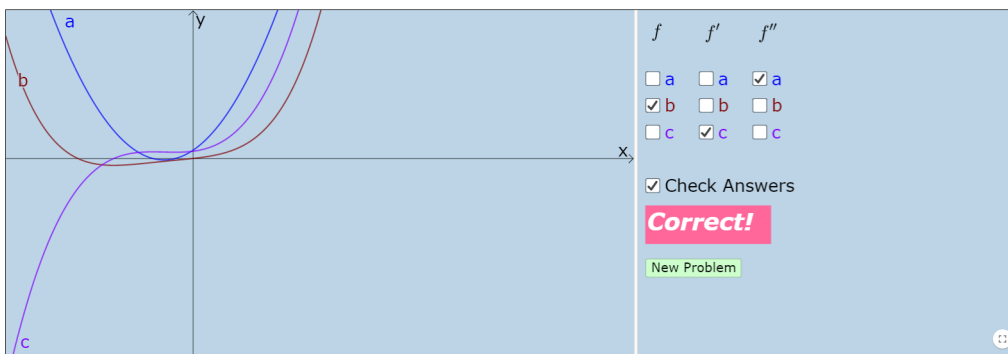 a
y
b
x
c
f f′ f″
a a a
b b b
c c c
Check Answers
Correct!
New Problem